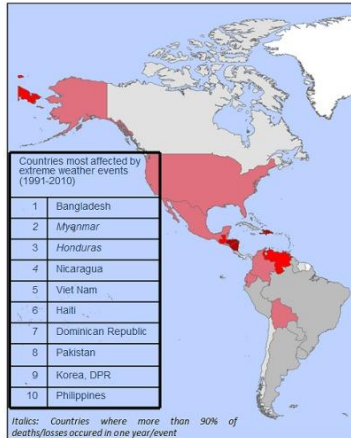 Countries most affected by
extreme weather events
(1991-2010)
1 Bangladesh
2 Myanmar
3 Honduras
4 Nicaragua
5 Viet Nam
6 Haiti
7 Dominican Republic
8 Pakistan
9 Korea, DPR
10 Philippines
Italics: Countries where more than 90% of
deaths/losses occured in one year/event